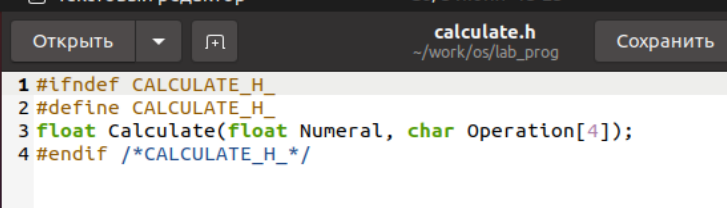 Открыть
calculate.h
~/work/os/lab_prog
Сохранить
1 #ifndef CALCULATE_H_
2 #define CALCULATE_H_
3 float Calculate(float Numeral, char Operation[4]);
4 #endif /*CALCULATE_H_*/